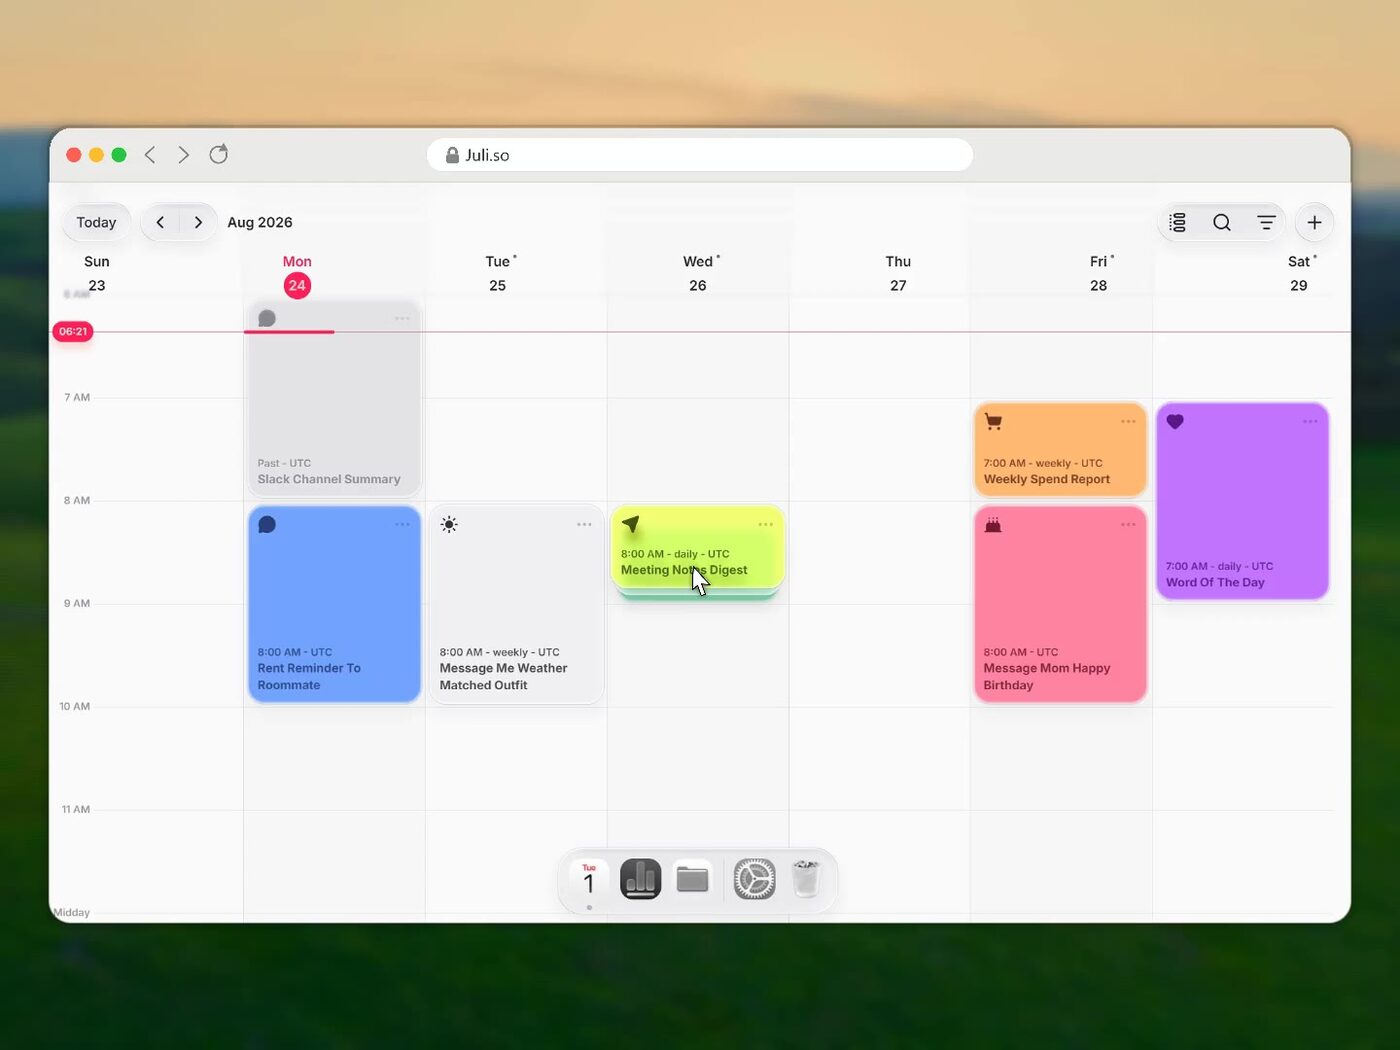 Juli.so
Today
Aug 2026
Sun
Mon
Tue
Wed
Thu
Fri
Sat
23
24
25
26
27
28
29
6 AM
06:21
7 AM
Past - UTC
Slack Channel Summary
7:00 AM - weekly - UTC
Weekly Spend Report
8 AM
8:00 AM - daily - UTC
Meeting Notes Digest
7:00 AM - daily - UTC
Word Of The Day
9 AM
8:00 AM - UTC
Rent Reminder To
Roommate
8:00 AM - weekly - UTC
Message Me Weather
Matched Outfit
8:00 AM - UTC
Message Mom Happy
Birthday
10 AM
11 AM
Tue
1
Midday